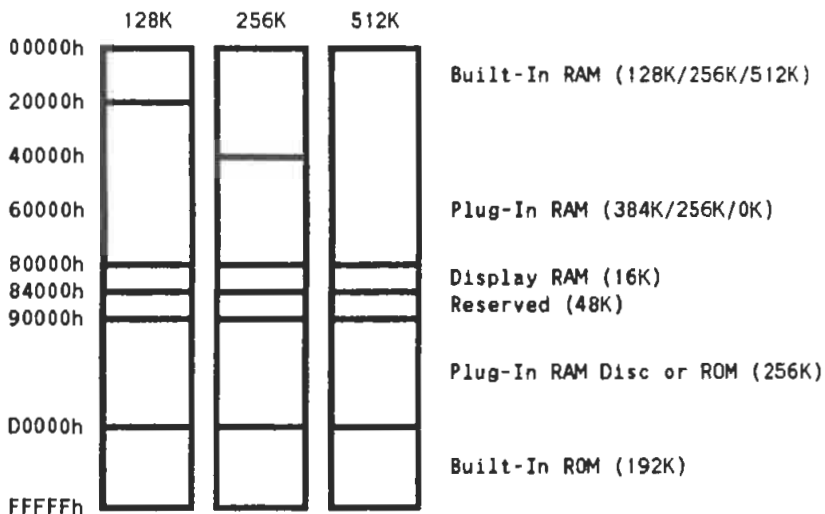 128K 256K 512K
00000h
Built-In RAM (128K/256K/512K)
20000h
40000h
60000h Plug-In RAM (384K/256K/0K)
80000h
Display RAM (16K)
84000h
Reserved (48K)
90000h
Plug-In RAM Disc or ROM (256K)
D0000h
Built-In ROM (192K)
FFFFFh